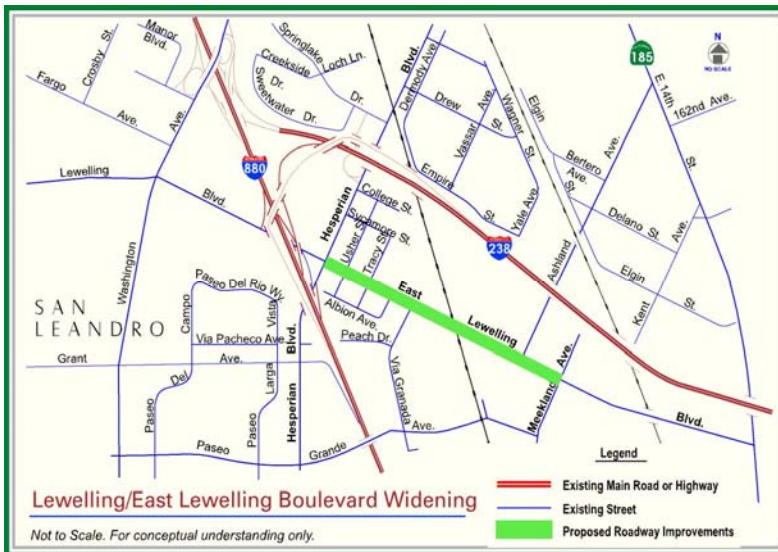 Manor
Blvd.
Crosby St.
Fargo
Ave.
Ave.
Springlake
Dr.
Creekside
Loch Ln.
Dr.
Sweetwater Dr.
Blvd.
Dermody Ave.
Drew
St.
Vassar
Ave.
Wagner
St.
Elgin
St.
185
E. 14th
St.
N
NO SCALE
162nd Ave.
Bertero
Ave.
Ave.
Delano St.
Ave.
Elgin
St.
Kent
Ashland
Lewelling
Blvd.
880
Empire
St.
Yale Ave.
238
Hesperian
College St.
Sycamore St.
Usher St.
Tracy St.
East
Lewelling
Blvd.
Washington
SAN
LEANDRO
Paseo Del Rio Wy.
Campo
Vista
Via Pacheco Ave.
Blvd.
Albion Ave.
Peach Dr.
Grant
Ave.
Del
Larga
Via Granada
Paseo
Paseo
Hesperian
Ave.
Meekland
Ave.
Paseo
Grande
Legend
Existing Main Road or Highway
Existing Street
Proposed Roadway Improvements
Lewelling/East Lewelling Boulevard Widening
Not to Scale. For conceptual understanding only.